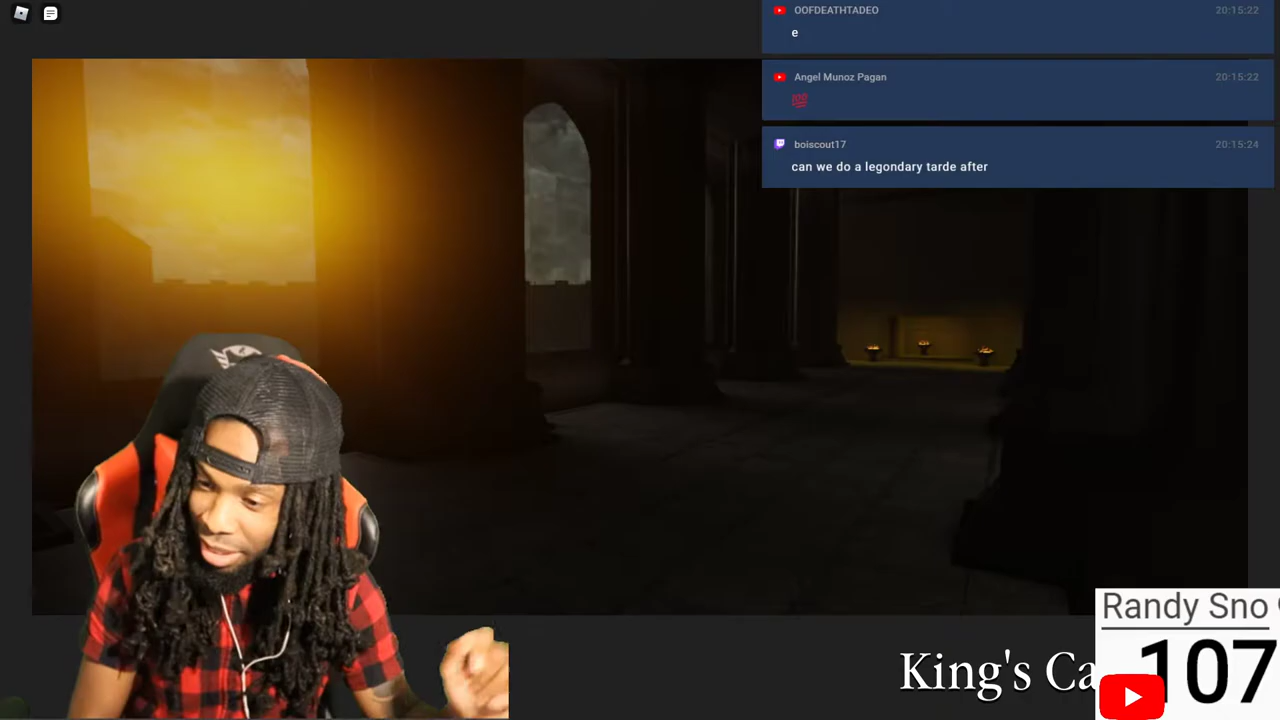 OOFDEATHTADEO 20:15:22
e
Angel Munoz Pagan 20:15:22
💯
boiscout17 20:15:24
can we do a legondary tarde after
Randy Sno
107
King's Ca